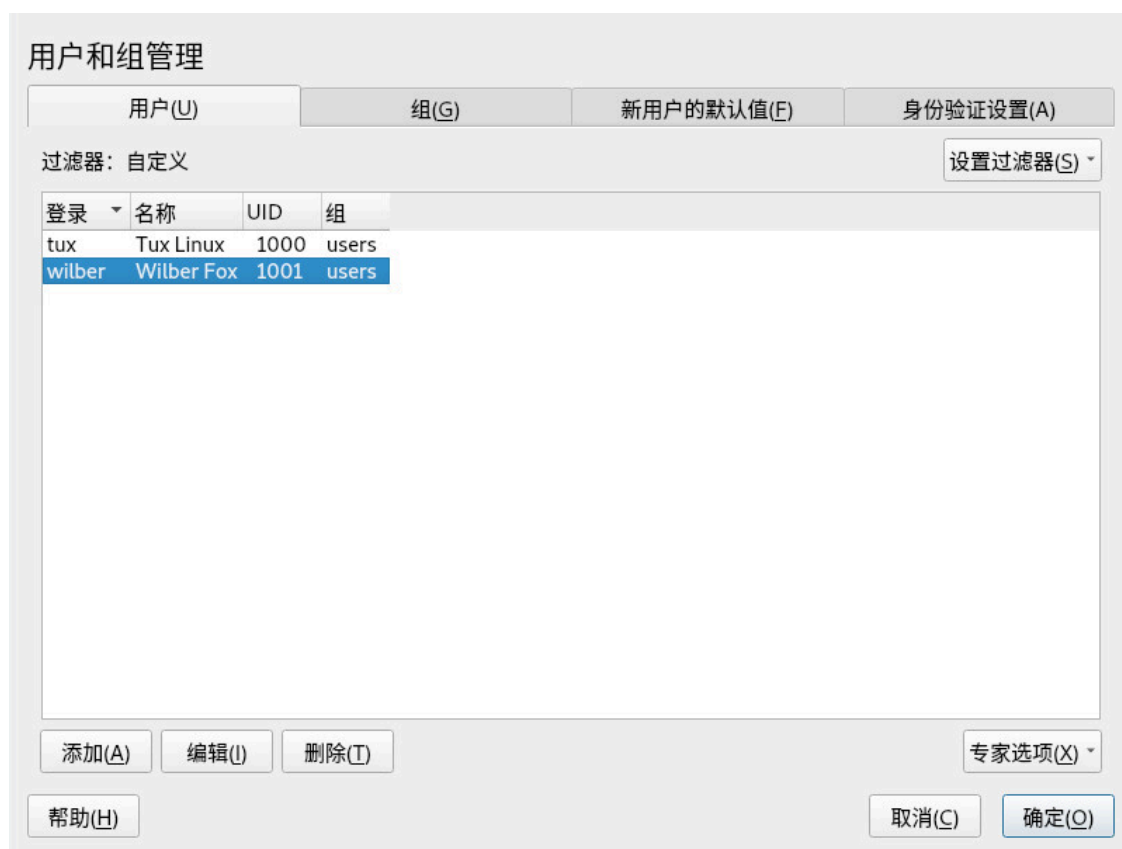 用户和组管理
用户(U) 组(G) 新用户的默认值(F) 身份验证设置(A)
过滤器：自定义 设置过滤器(S)
登录 名称 UID 组
tux Tux Linux 1000 users
wilber Wilber Fox 1001 users
添加(A) 编辑(I) 删除(T) 专家选项(X)
帮助(H) 取消(C) 确定(O)